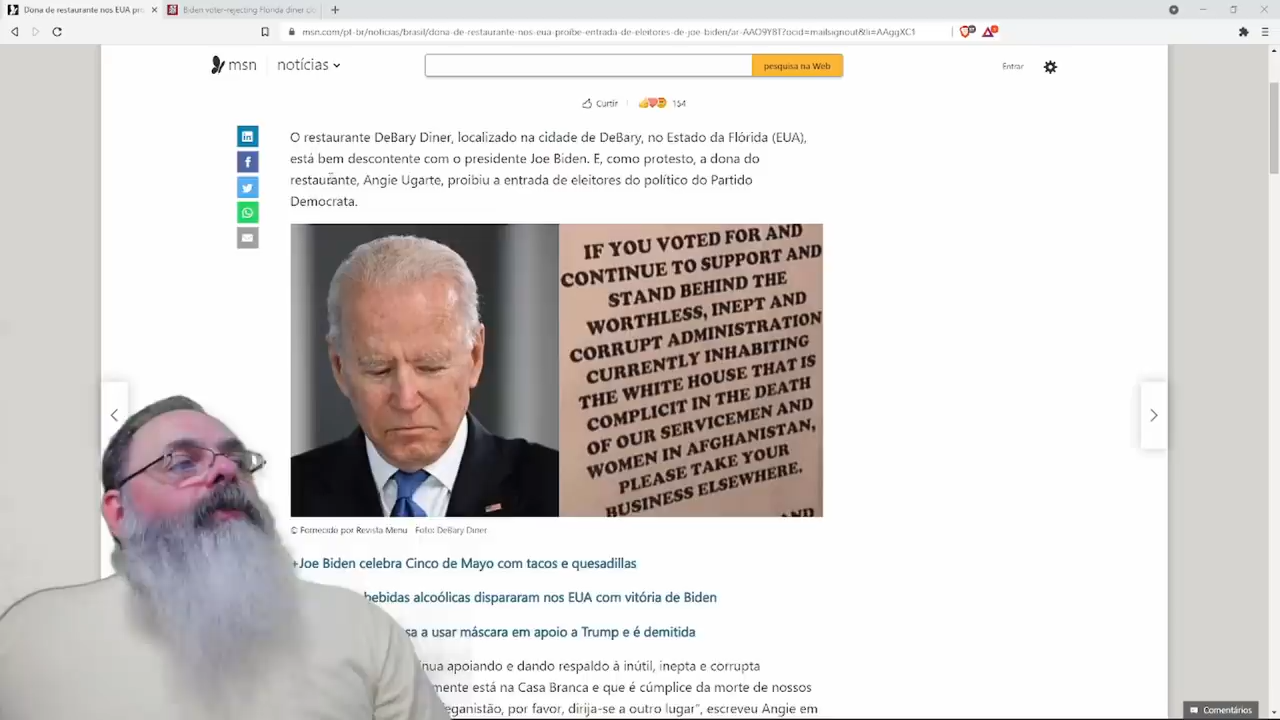 Dona de restaurante nos EUA pro
Biden voter-rejecting Florida diner clo
msn.com/pt-br/noticias/brasil/dona-de-restaurante-nos-eua-proibe-entrada-de-eleitores-de-joe-biden/ar-AAO9Y8T?ocid=mailsignout&li=AAggXC1
msn notícias
pesquisa na Web
Entrar
Curtir 154
O restaurante DeBary Diner, localizado na cidade de DeBary, no Estado da Flórida (EUA),
está bem descontente com o presidente Joe Biden. E, como protesto, a dona do
restaurante, Angie Ugarte, proibiu a entrada de eleitores do político do Partido
Democrata.
IF YOU VOTED FOR AND
CONTINUE TO SUPPORT AND
STAND BEHIND THE
WORTHLESS, INEPT AND
CORRUPT ADMINISTRATION
CURRENTLY INHABITING
THE WHITE HOUSE THAT IS
COMPLICIT IN THE DEATH
OF OUR SERVICEMEN AND
WOMEN IN AFGHANISTAN,
PLEASE TAKE YOUR
BUSINESS ELSEWHERE.
AND
© Fornecido por Revista Menu Foto: DeBary Diner
+Joe Biden celebra Cinco de Mayo com tacos e quesadillas
bebidas alcoólicas dispararam nos EUA com vitória de Biden
sa a usar máscara em apoio a Trump e é demitida
nua apoiando e dando respaldo à inútil, inepta e corrupta
mente está na Casa Branca e que é cúmplice da morte de nossos
eganistão, por favor, dirija-se a outro lugar", escreveu Angie em
Comentários